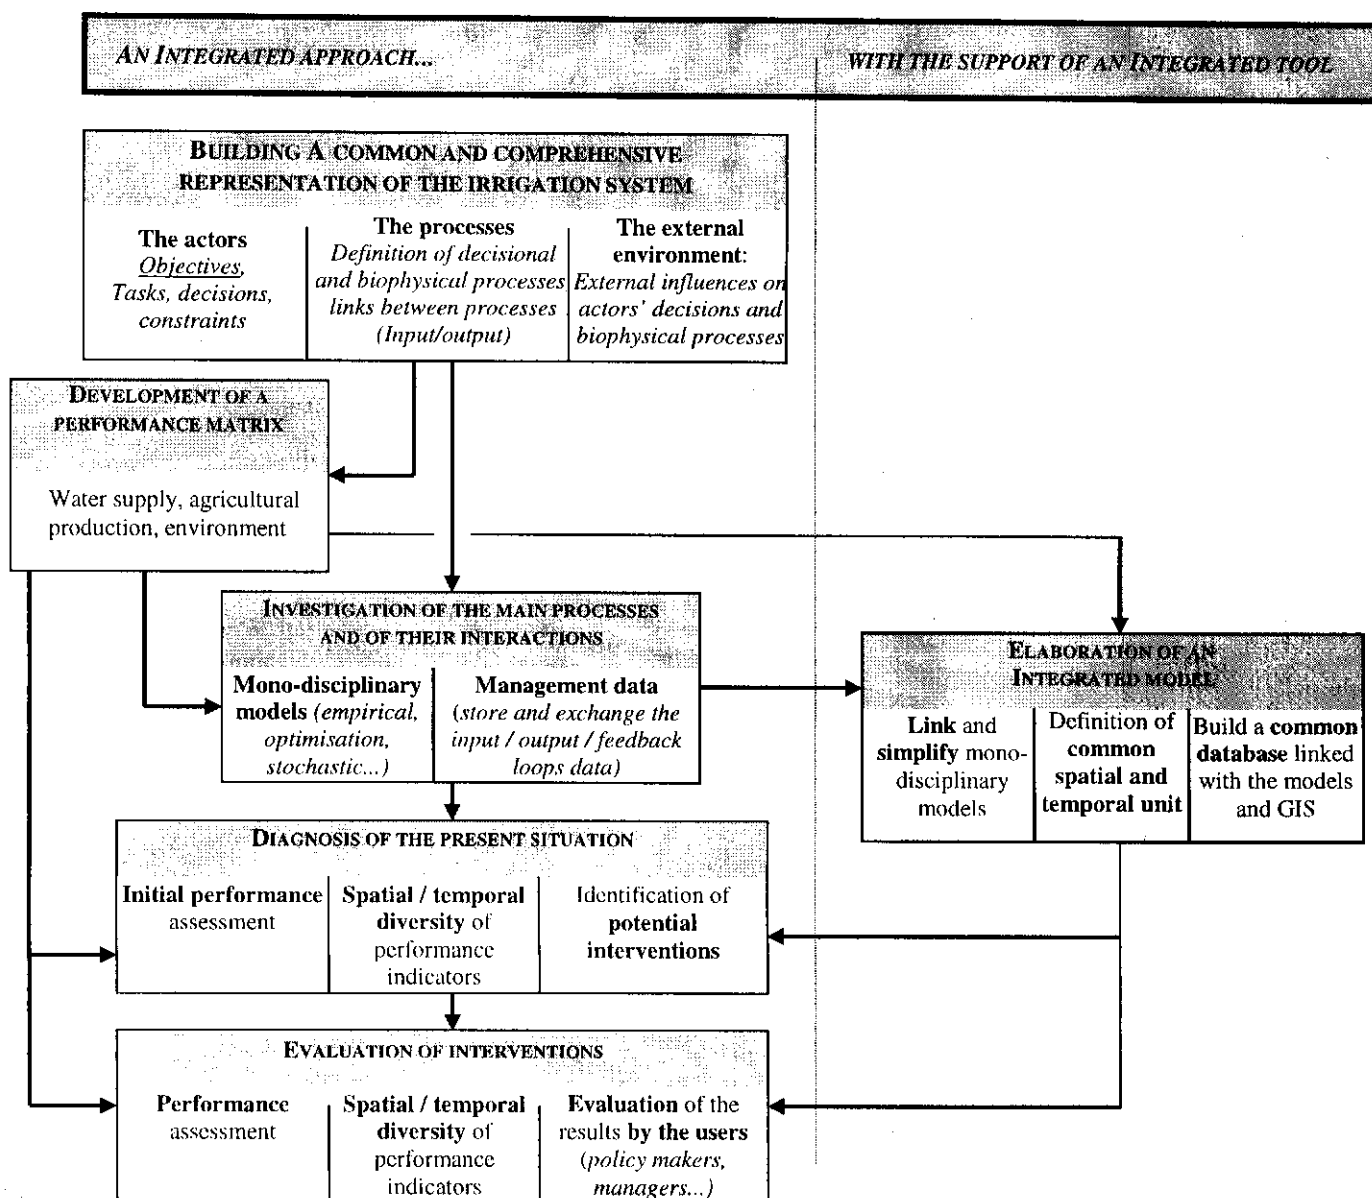 AN INTEGRATED APPROACH...
WITH THE SUPPORT OF AN INTEGRATED TOOL
BUILDING A COMMON AND COMPREHENSIVE
REPRESENTATION OF THE IRRIGATION SYSTEM
The actors
Objectives,
Tasks, decisions,
constraints
The processes
Definition of decisional
and biophysical processes
links between processes
(Input/output)
The external
environment:
External influences on
actors' decisions and
biophysical processes
DEVELOPMENT OF A
PERFORMANCE MATRIX
Water supply, agricultural
production, environment
INVESTIGATION OF THE MAIN PROCESSES
AND OF THEIR INTERACTIONS
Mono-disciplinary
models (empirical,
optimisation,
stochastic...)
Management data
(store and exchange the
input / output / feedback
loops data)
ELABORATION OF AN
INTEGRATED MODEL
Link and
simplify mono-
disciplinary
models
Definition of
common
spatial and
temporal unit
Build a common
database linked
with the models
and GIS
DIAGNOSIS OF THE PRESENT SITUATION
Initial performance
assessment
Spatial / temporal
diversity of
performance
indicators
Identification of
potential
interventions
EVALUATION OF INTERVENTIONS
Performance
assessment
Spatial / temporal
diversity of
performance
indicators
Evaluation of the
results by the users
(policy makers,
managers...)